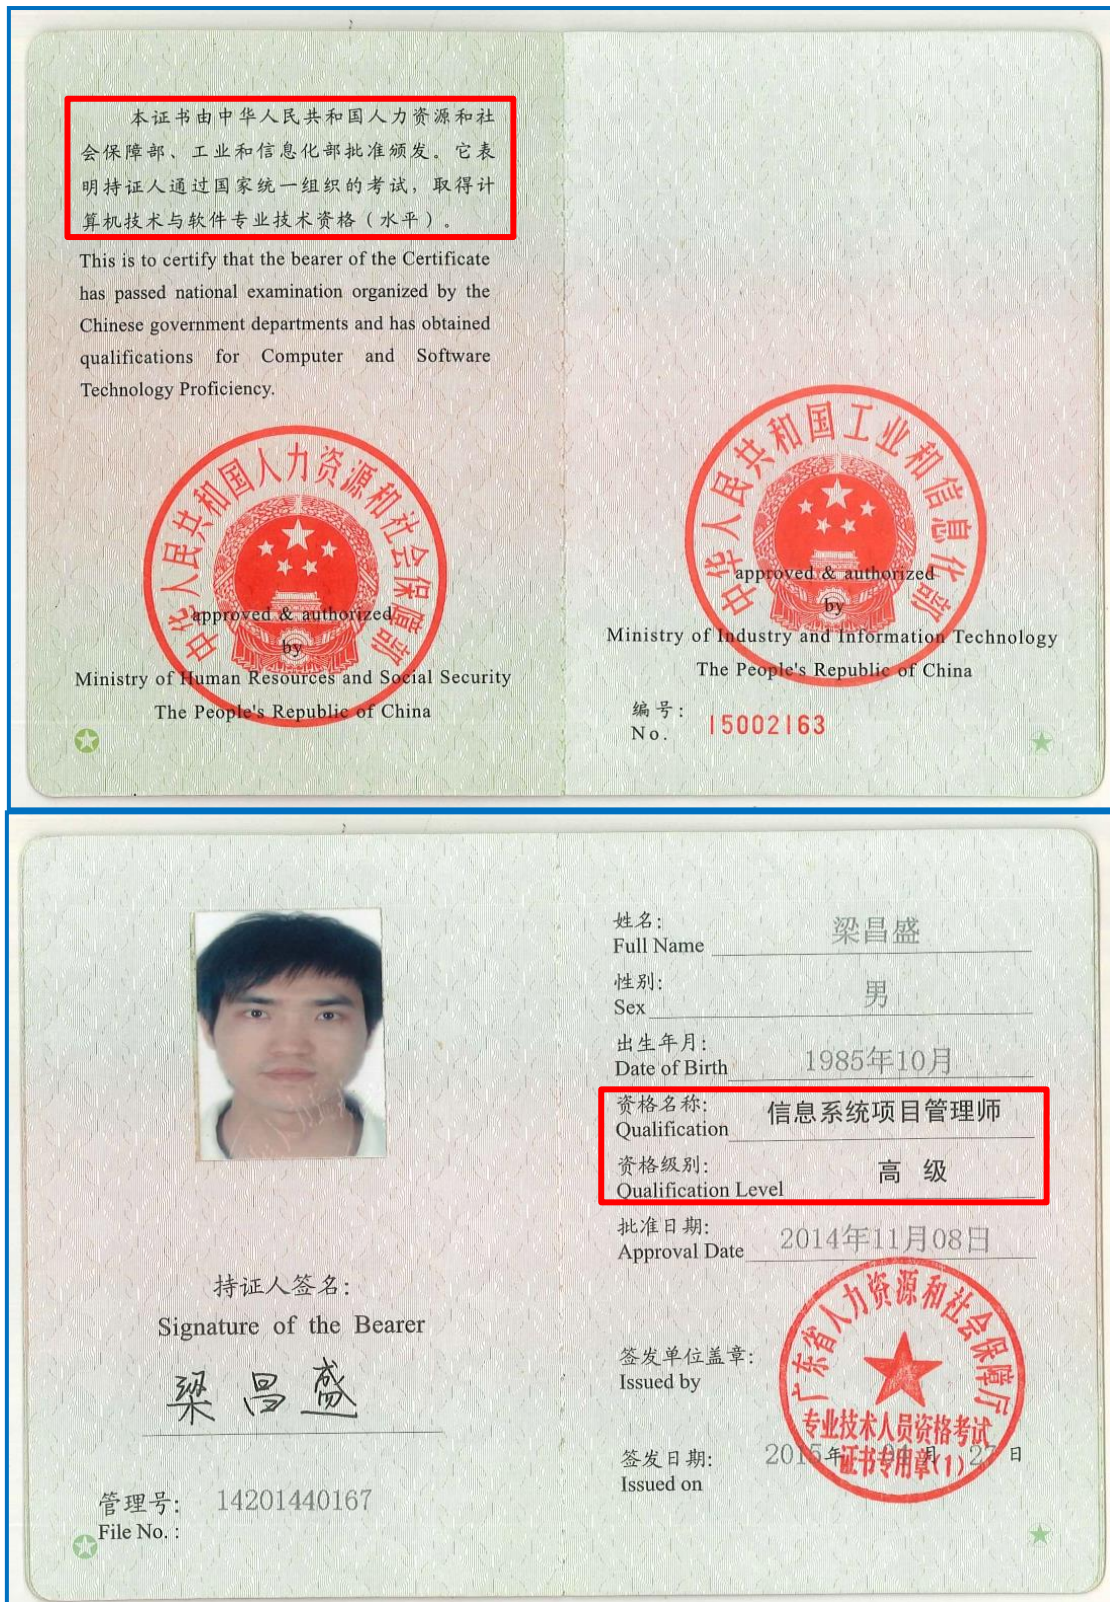 本证书由中华人民共和国人力资源和社
会保障部、工业和信息化部批准颁发。它表
明持证人通过国家统一组织的考试，取得计
算机技术与软件专业技术资格（水平）。
This is to certify that the bearer of the Certificate
has passed national examination organized by the
Chinese government departments and has obtained
qualifications for Computer and Software
Technology Proficiency.
中华人民共和国人力资源和社会保障部
approved & authorized
by
Ministry of Human Resources and Social Security
The People's Republic of China
中华人民共和国工业和信息化部
approved & authorized
by
Ministry of Industry and Information Technology
The People's Republic of China
编号:
No. 15002163
持证人签名:
Signature of the Bearer
梁昌盛
管理号: 14201440167
File No. :
姓名: 梁昌盛
Full Name
性别: 男
Sex
出生年月: 1985年10月
Date of Birth
资格名称: 信息系统项目管理师
Qualification
资格级别: 高 级
Qualification Level
批准日期: 2014年11月08日
Approval Date
签发单位盖章:
Issued by
广东省人力资源和社会保障厅
专业技术人员资格考试
证书专用章(1)
签发日期: 2015年 04 月 27 日
Issued on